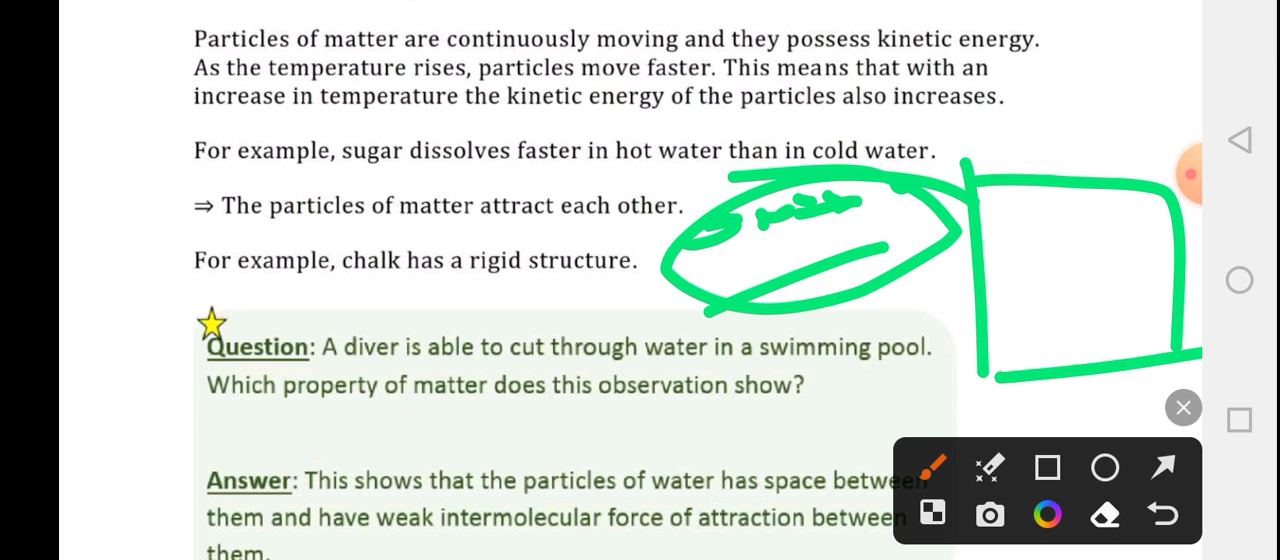 Particles of matter are continuously moving and they possess kinetic energy.
As the temperature rises, particles move faster. This means that with an
increase in temperature the kinetic energy of the particles also increases.
For example, sugar dissolves faster in hot water than in cold water.
⇒ The particles of matter attract each other.
For example, chalk has a rigid structure.
Question: A diver is able to cut through water in a swimming pool.
Which property of matter does this observation show?
Answer: This shows that the particles of water has space between
them and have weak intermolecular force of attraction between
them.